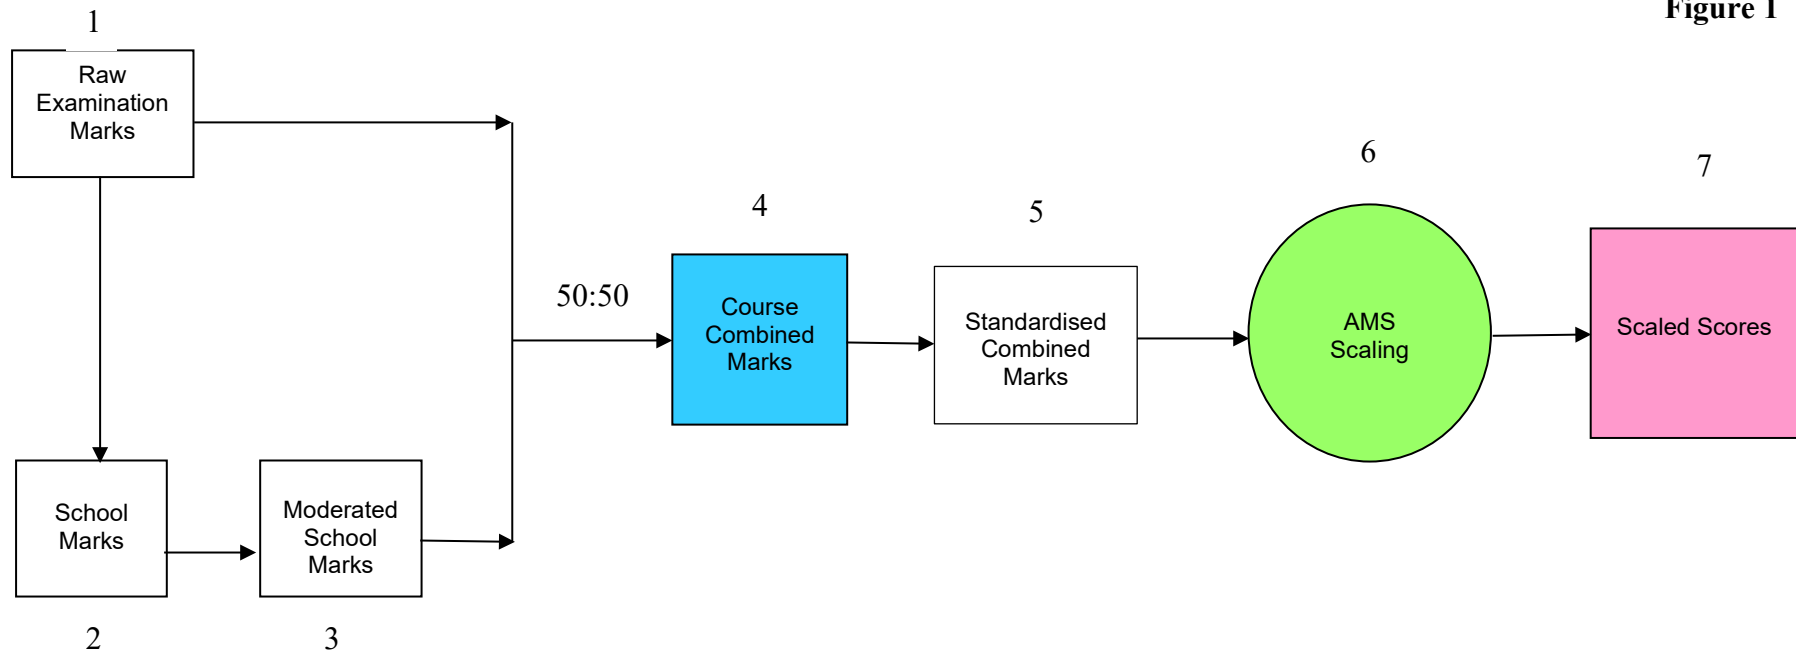 Figure 1
1
Raw
Examination
Marks
6
7
4
5
50:50
Course
Combined
Marks
Standardised
Combined
Marks
AMS
Scaling
Scaled Scores
School
Marks
Moderated
School
Marks
2
3